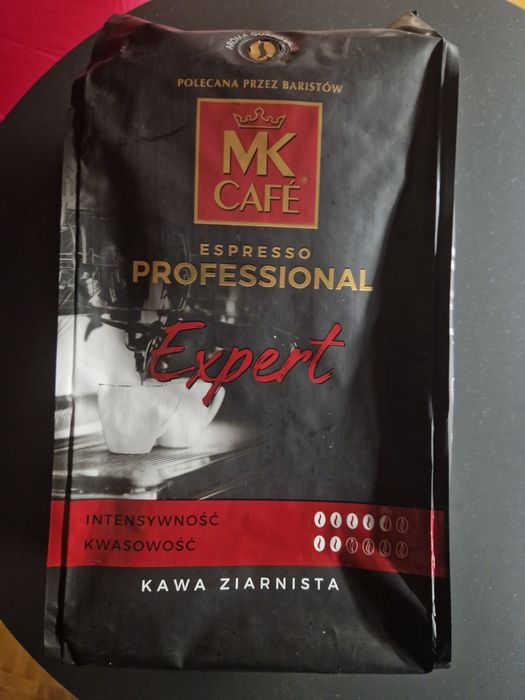 POLECANA PRZEZ BARISTÓW
MK
CAFÉ®
ESPRESSO
PROFESSIONAL
Expert
INTENSYWNOŚĆ
KWASOWOŚĆ
KAWA ZIARNISTA